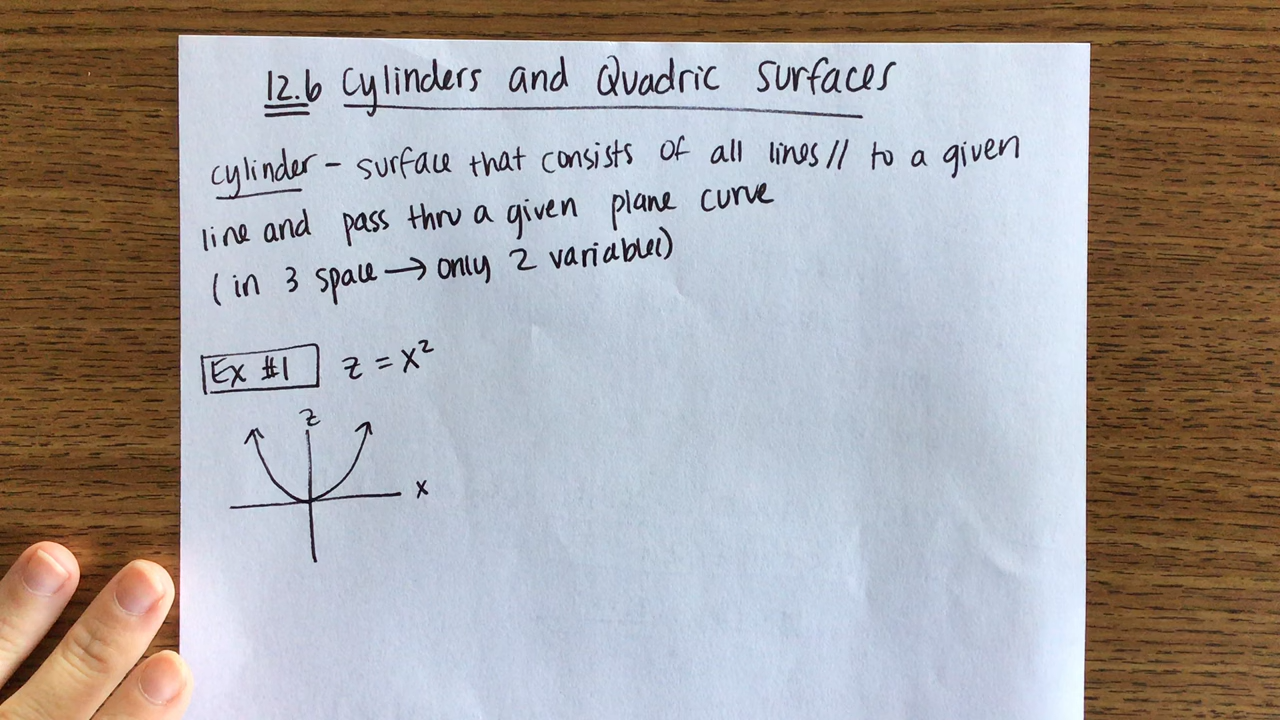 12.6 Cylinders and Quadric Surfaces
cylinder - surface that consists of all lines // to a given
line and pass thru a given plane curve
(in 3 space → only 2 variables)
Ex #1 z = x²
z
x